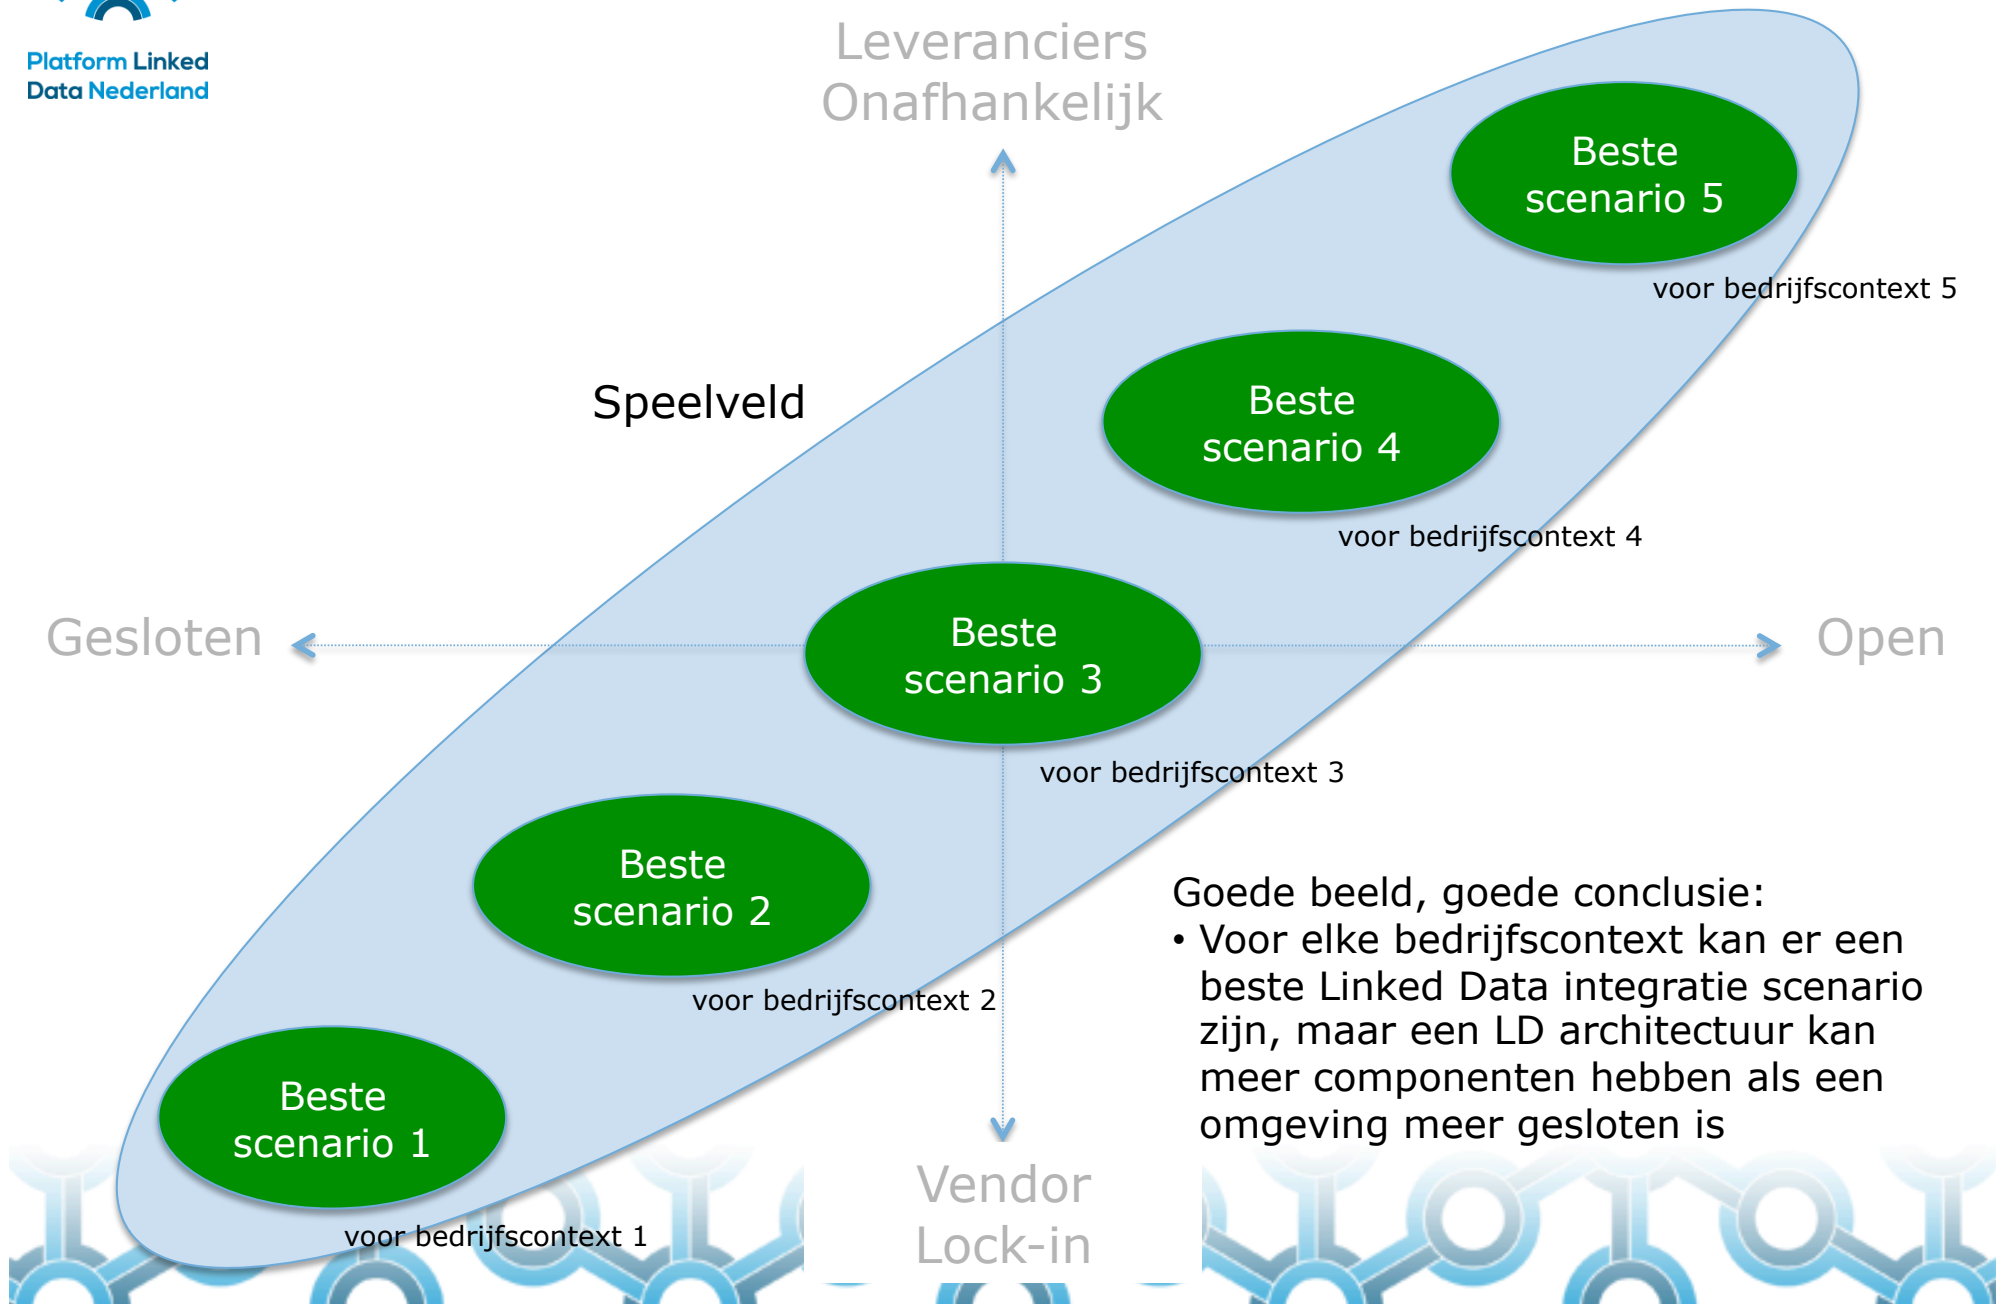 Platform Linked
Data Nederland
Leveranciers
Onafhankelijk
Beste
scenario 5
voor bedrijfscontext 5
Speelveld
Beste
scenario 4
voor bedrijfscontext 4
Gesloten
Beste
scenario 3
Open
voor bedrijfscontext 3
Beste
scenario 2
voor bedrijfscontext 2
Goede beeld, goede conclusie:
• Voor elke bedrijfscontext kan er een
beste Linked Data integratie scenario
zijn, maar een LD architectuur kan
meer componenten hebben als een
omgeving meer gesloten is
Beste
scenario 1
voor bedrijfscontext 1
Vendor
Lock-in